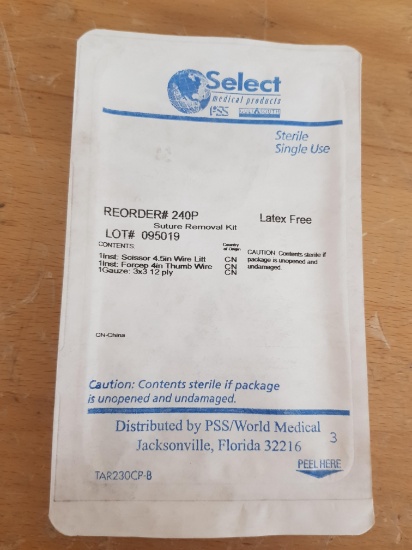 Select
medical products
PSS
Sterile
Single Use
REORDER# 240P
Latex Free
Suture Removal Kit
LOT# 095019
CONTENTS:
Country of Origin
1Inst: Scissor 4.5in Wire Litt CN
1Inst: Forcep 4in Thumb Wire CN
1Gauze: 3x3 12 ply CN
CAUTION: Contents sterile if
package is unopened and
undamaged.
CN-China
Caution: Contents sterile if package
is unopened and undamaged.
Distributed by PSS/World Medical
Jacksonville, Florida 32216
3
PEEL HERE
TAR230CP-B